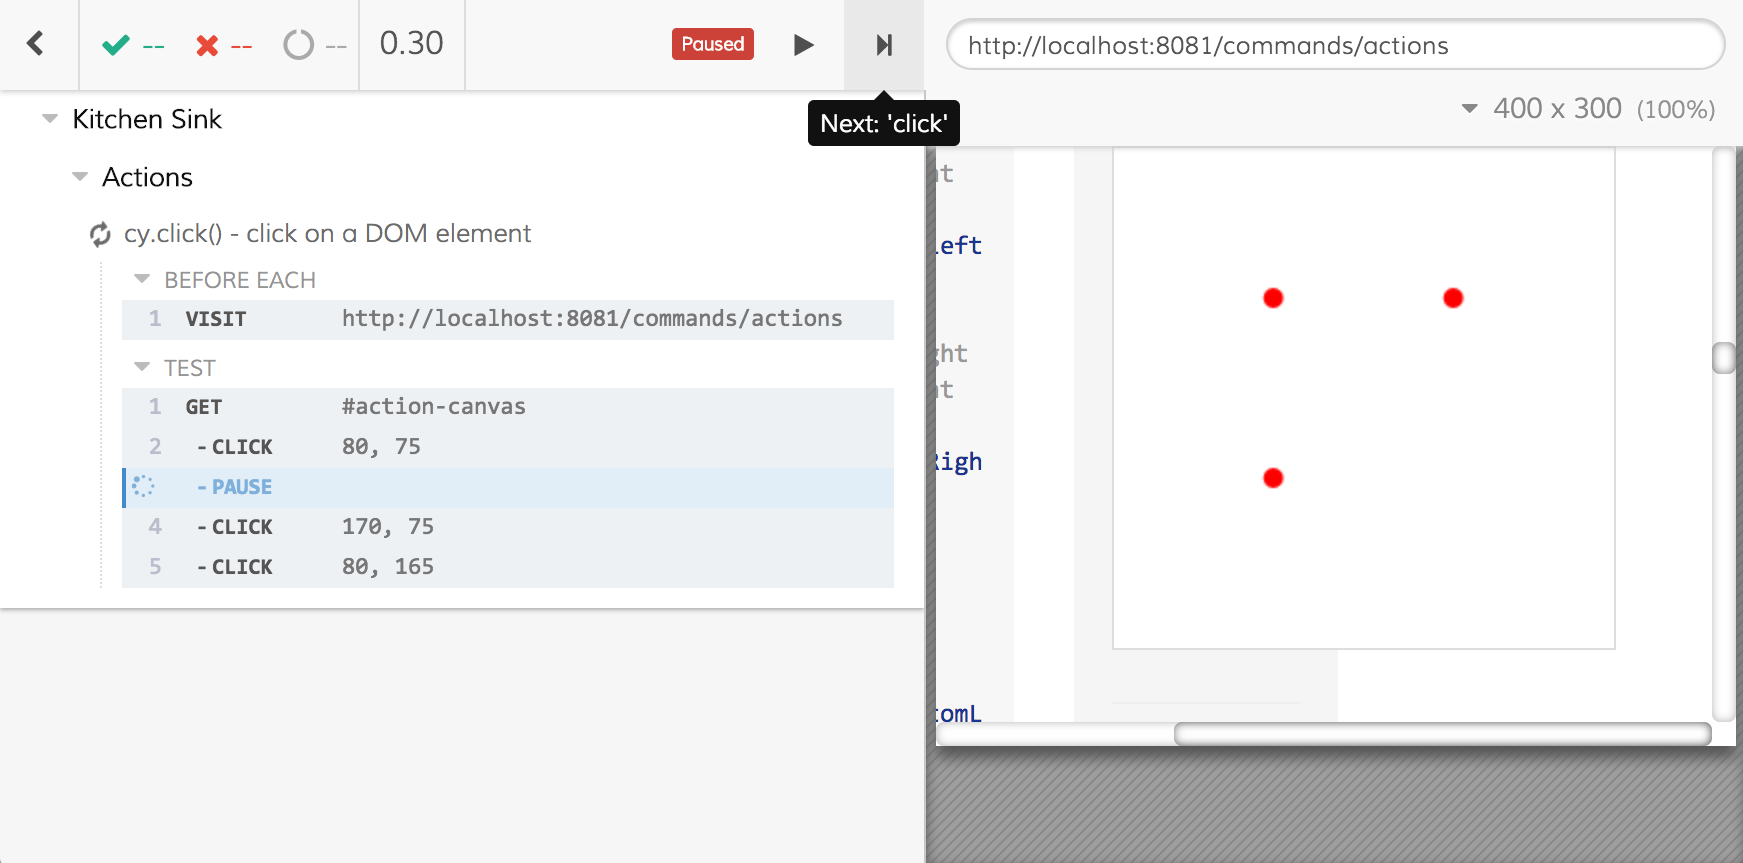 -- -- -- 0.30 Paused
http://localhost:8081/commands/actions
400 x 300 (100%)
Next: 'click'
Kitchen Sink
Actions
cy.click() - click on a DOM element
BEFORE EACH
1 VISIT http://localhost:8081/commands/actions
TEST
1 GET #action-canvas
2 - CLICK 80, 75
- PAUSE
4 - CLICK 170, 75
5 - CLICK 80, 165
eft
ght
Righ
omL